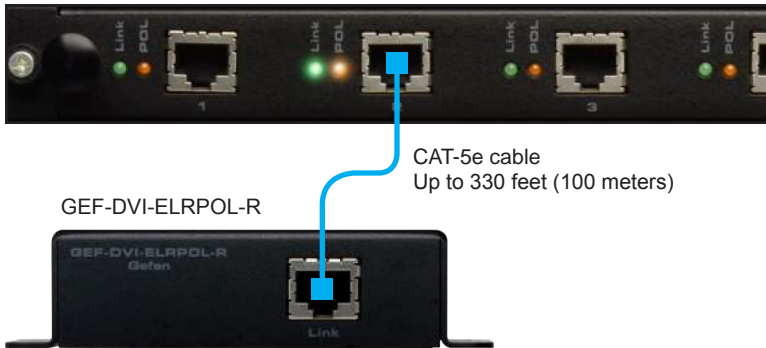 Link POL Link POL Link POL Link POL
1 2 3
CAT-5e cable
Up to 330 feet (100 meters)
GEF-DVI-ELRPOL-R
GEF-DVI-ELRPOL-R
Gefen
Link